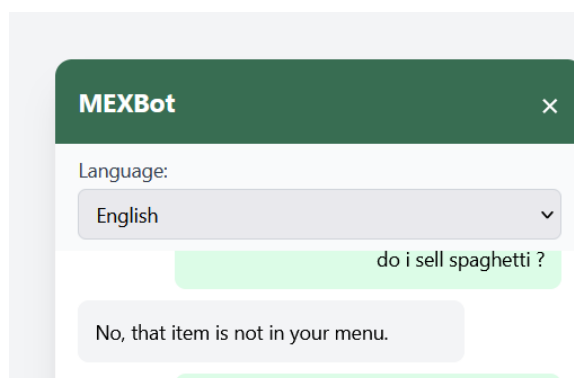 MEXBot
×
Language:
English
do i sell spaghetti ?
No, that item is not in your menu.